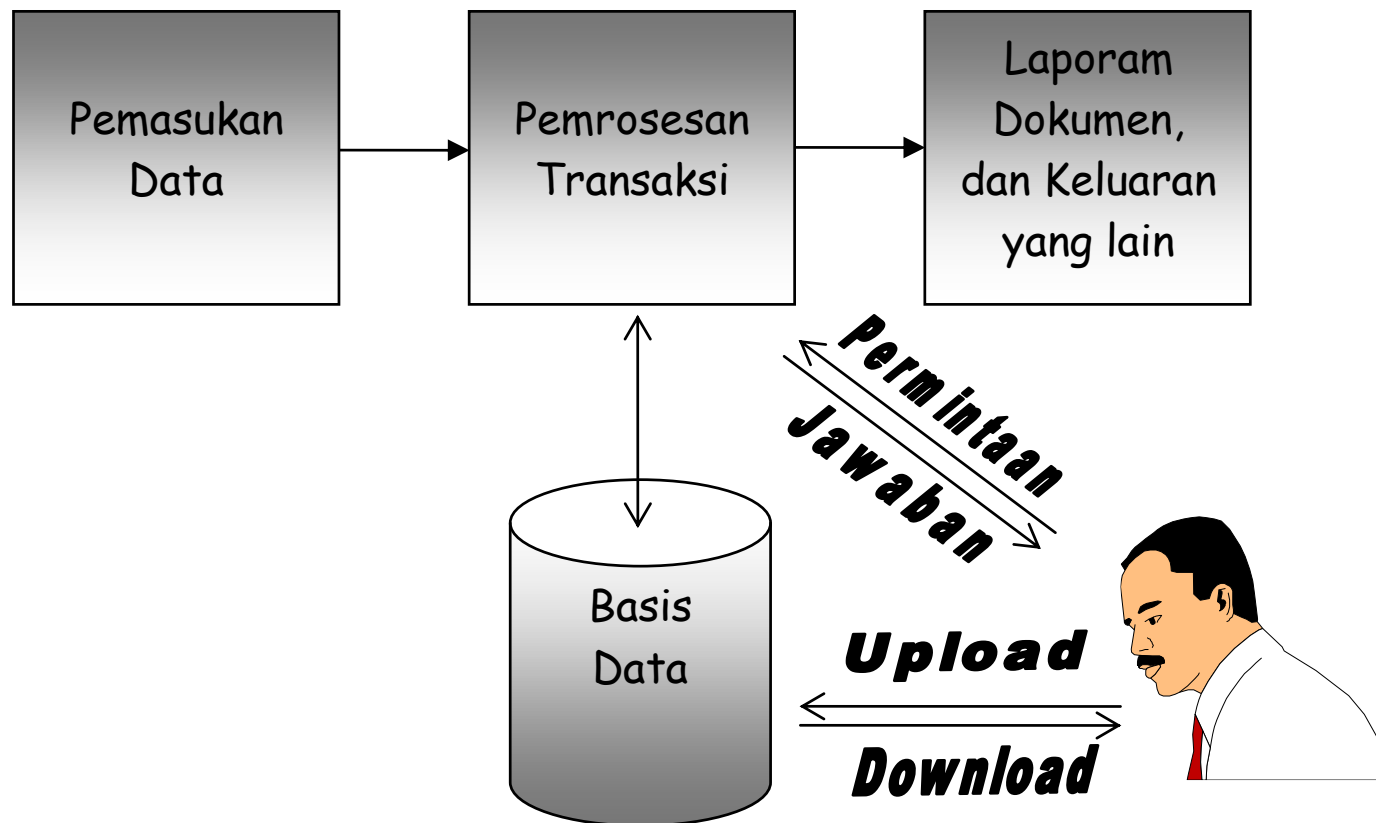 Pemasukan
Data
Pemrosesan
Transaksi
Laporam
Dokumen,
dan Keluaran
yang lain
Permintaan
Jawaban
Basis
Data
Upload
Download